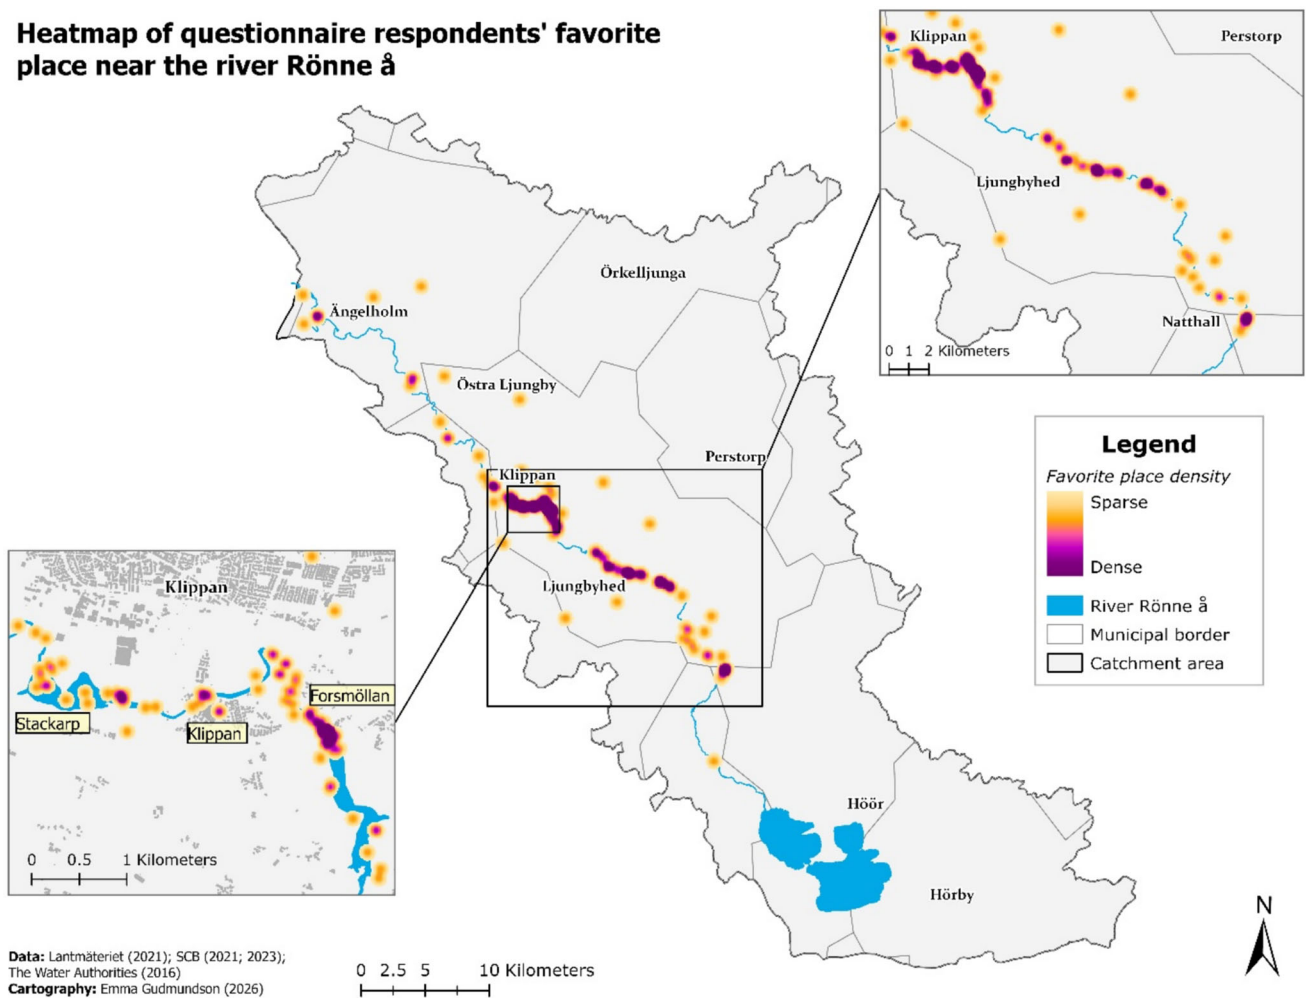 Heatmap of questionnaire respondents' favorite
place near the river Rönne å
Klippan
Perstorp
Ljungbyhed
Natthall
0 1 2 Kilometers
Örkelljunga
Ängelholm
Östra Ljungby
Perstorp
Klippan
Ljungbyhed
Höör
Hörby
Legend
Favorite place density
Sparse
Dense
River Rönne å
Municipal border
Catchment area
Klippan
Forsmöllan
Stackarp
Klippan
0 0.5 1 Kilometers
N
Data: Lantmäteriet (2021); SCB (2021; 2023);
The Water Authorities (2016)
Cartography: Emma Gudmundson (2026)
0 2.5 5 10 Kilometers